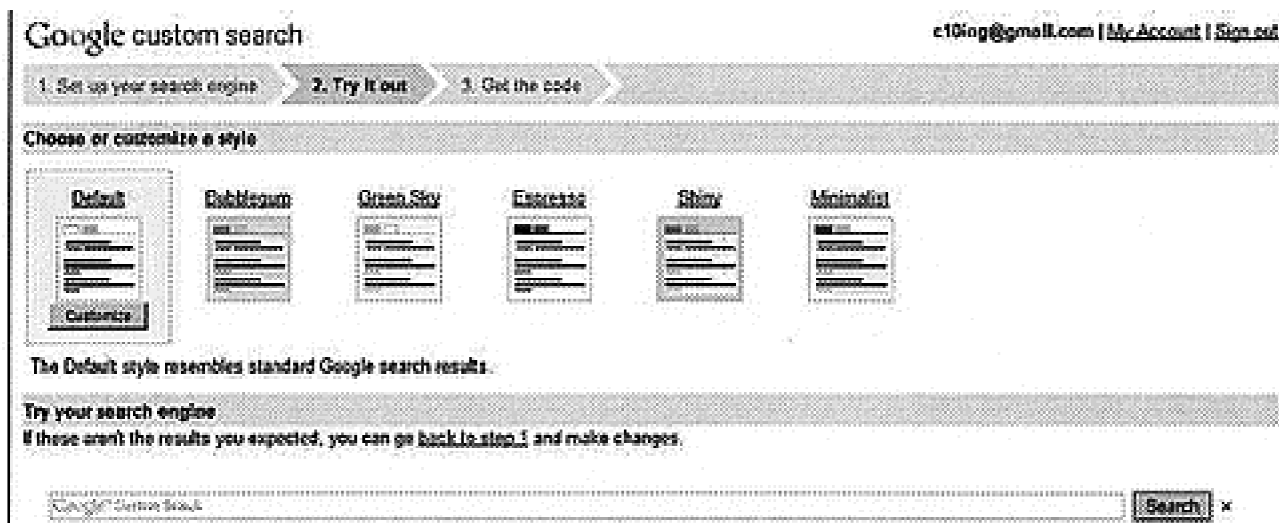 Google custom search
c10ing@gmail.com | My Account | Sign out
1. Set up your search engine
2. Try it out
3. Get the code
Choose or customize a style
Default
Bubblegum
Green Sky
Espresso
Shiny
Minimalist
Customize
The Default style resembles standard Google search results.
Try your search engine
If these aren't the results you expected, you can go back to step 1 and make changes.
Google™ Custom Search
Search ×